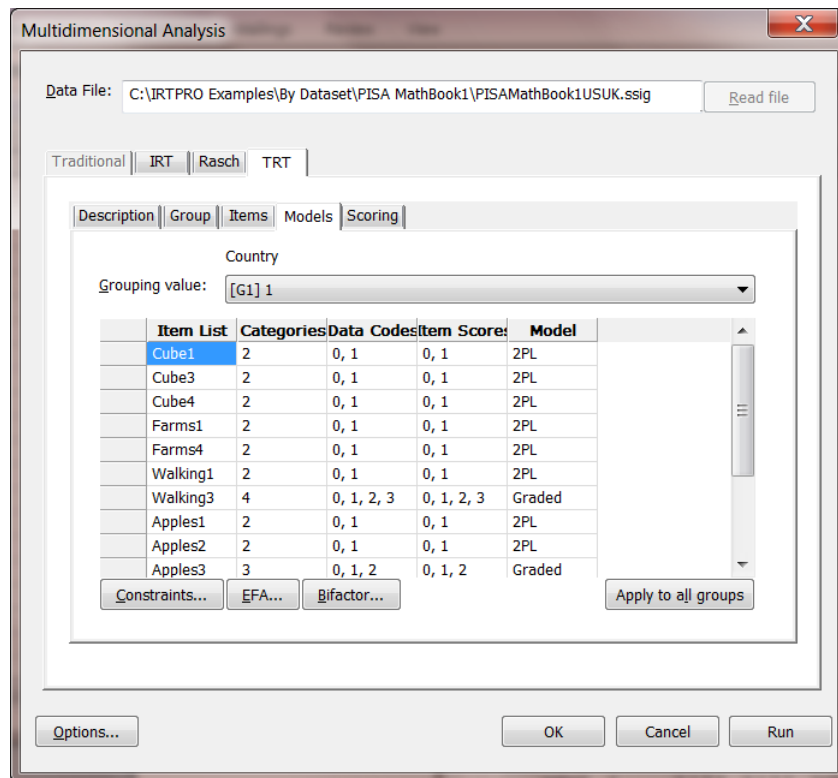 Multidimensional Analysis
Data File: C:\IRTPRO Examples\By Dataset\PISA MathBook1\PISAMathBook1USUK.ssig Read file
Traditional IRT Rasch TRT
Description Group Items Models Scoring
Country
Grouping value: [G1] 1
Item List Categories Data Codes Item Scores Model
Cube1 2 0, 1 0, 1 2PL
Cube3 2 0, 1 0, 1 2PL
Cube4 2 0, 1 0, 1 2PL
Farms1 2 0, 1 0, 1 2PL
Farms4 2 0, 1 0, 1 2PL
Walking1 2 0, 1 0, 1 2PL
Walking3 4 0, 1, 2, 3 0, 1, 2, 3 Graded
Apples1 2 0, 1 0, 1 2PL
Apples2 2 0, 1 0, 1 2PL
Apples3 3 0, 1, 2 0, 1, 2 Graded
Constraints... EFA... Bifactor... Apply to all groups
Options... OK Cancel Run